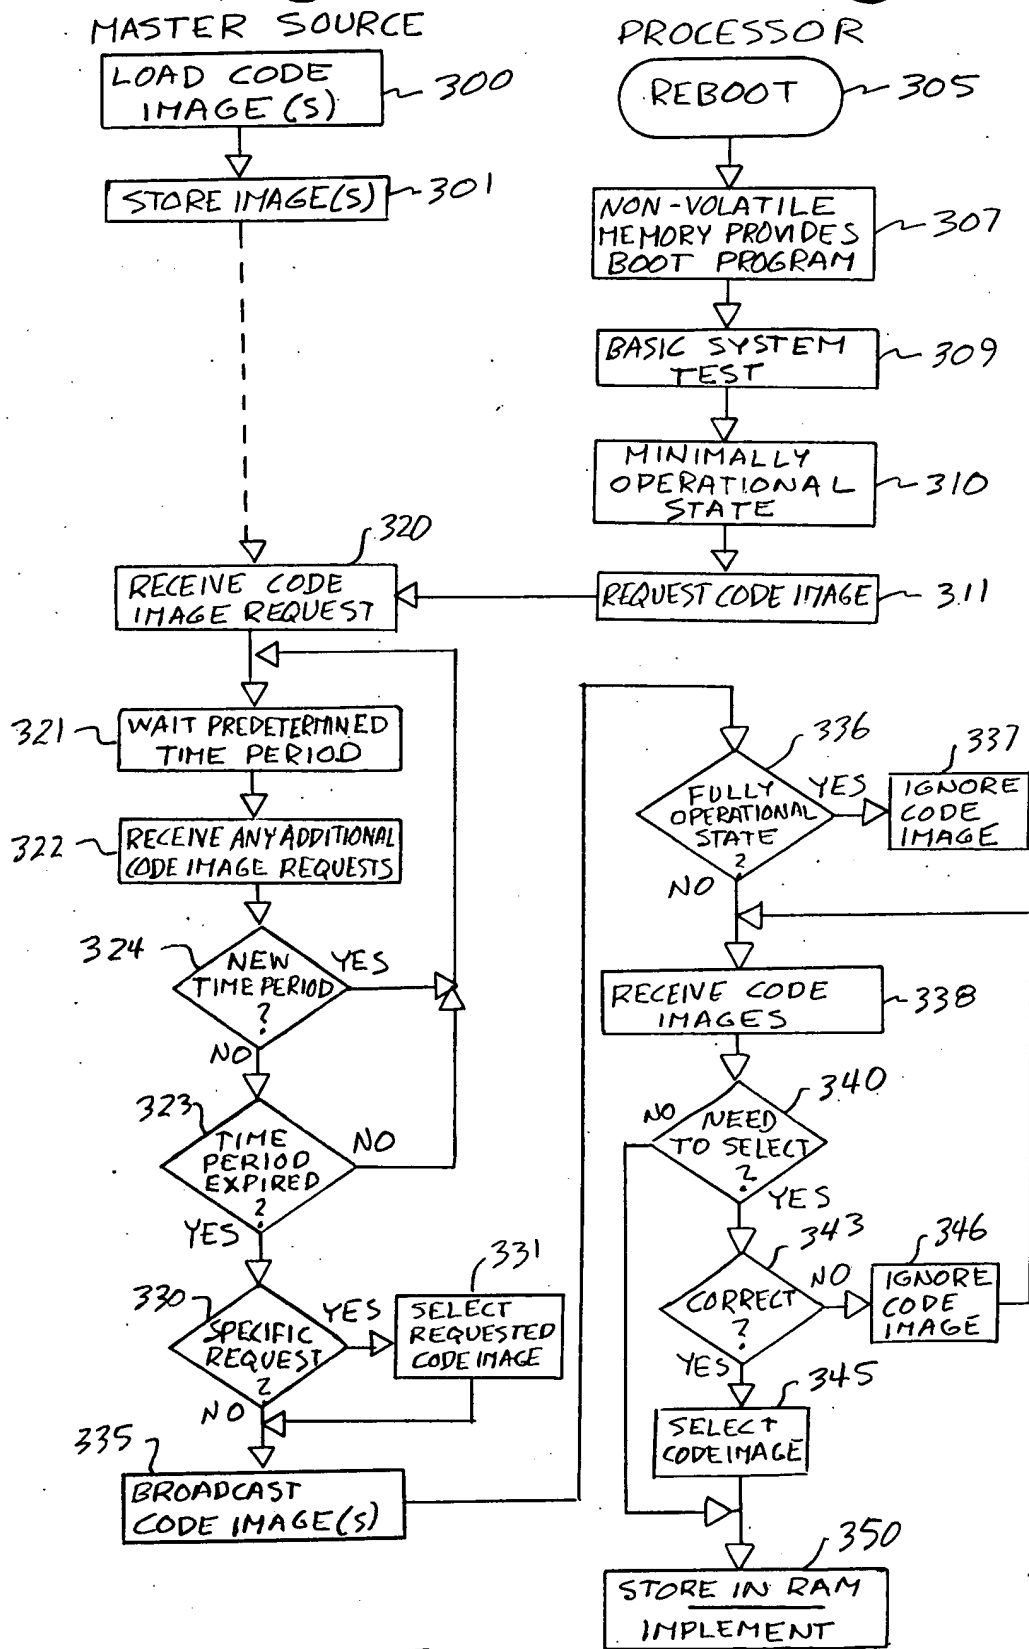 MASTER SOURCE
LOAD CODE
IMAGE(S)
300
STORE IMAGE(S)
301
RECEIVE CODE
IMAGE REQUEST
320
321
WAIT PREDETERMINED
TIME PERIOD
322
RECEIVE ANY ADDITIONAL
CODE IMAGE REQUESTS
324
NEW
TIME PERIOD
?
YES
NO
323
TIME
PERIOD
EXPIRED
?
NO
YES
330
SPECIFIC
REQUEST
?
YES
NO
331
SELECT
REQUESTED
CODE IMAGE
335
BROADCAST
CODE IMAGE(S)
PROCESSOR
REBOOT
305
NON-VOLATILE
MEMORY PROVIDES
BOOT PROGRAM
307
BASIC SYSTEM
TEST
309
MINIMALLY
OPERATIONAL
STATE
310
REQUEST CODE IMAGE
311
336
FULLY
OPERATIONAL
STATE
?
YES
NO
337
IGNORE
CODE
IMAGE
RECEIVE CODE
IMAGES
338
340
NEED
TO SELECT
?
NO
YES
343
CORRECT
?
NO
YES
346
IGNORE
CODE
IMAGE
345
SELECT
CODE IMAGE
350
STORE IN RAM
IMPLEMENT